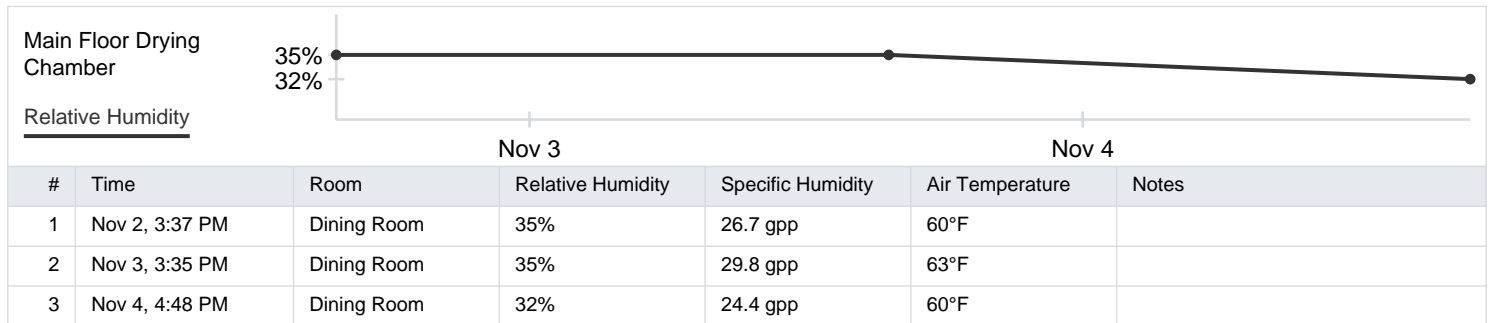 Main Floor Drying
Chamber
35%
32%
Relative Humidity
Nov 3 Nov 4
# Time Room Relative Humidity Specific Humidity Air Temperature Notes
1 Nov 2, 3:37 PM Dining Room 35% 26.7 gpp 60°F
2 Nov 3, 3:35 PM Dining Room 35% 29.8 gpp 63°F
3 Nov 4, 4:48 PM Dining Room 32% 24.4 gpp 60°F